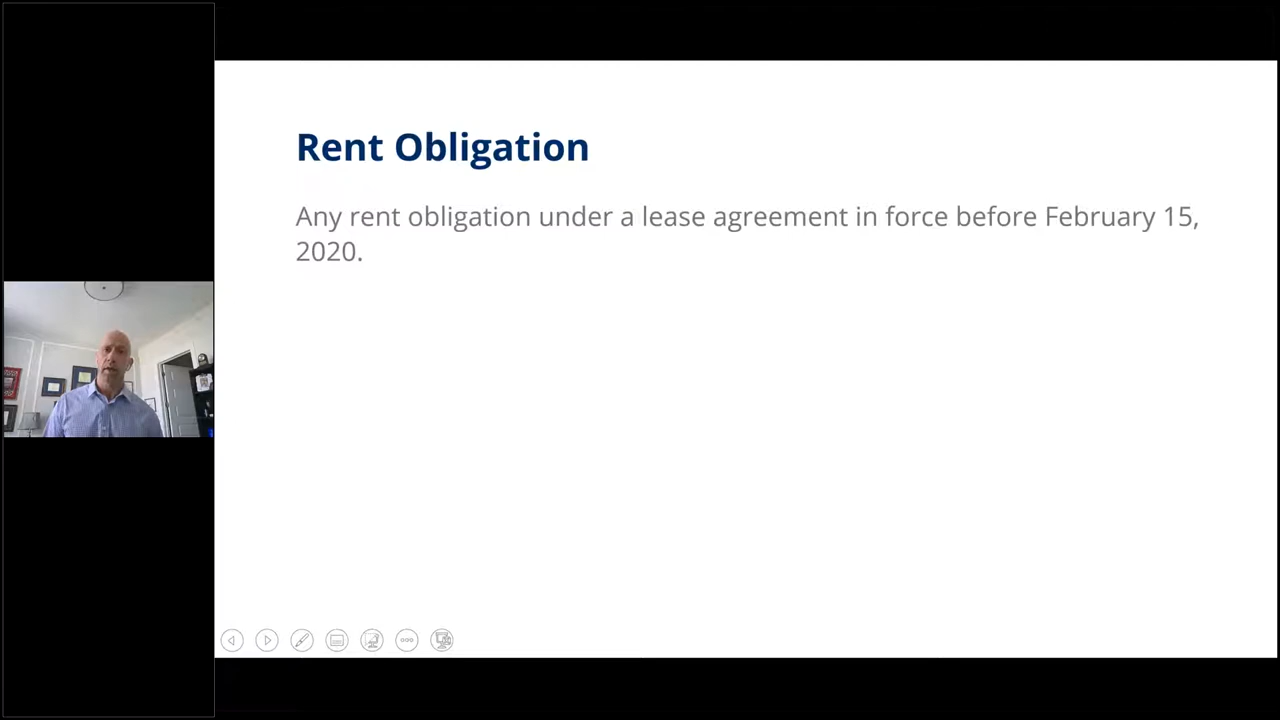 Rent Obligation
Any rent obligation under a lease agreement in force before February 15,
2020.